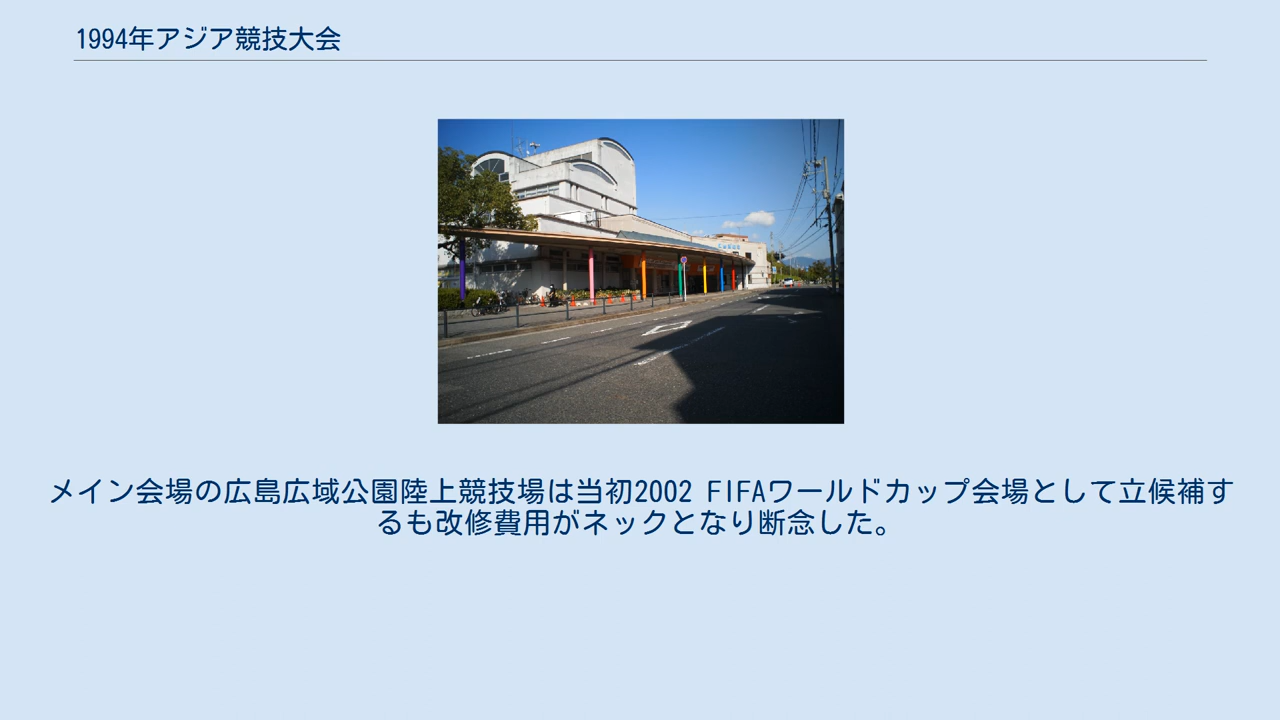 1994年アジア競技大会
メイン会場の広島広域公園陸上競技場は当初2002 FIFAワールドカップ会場として立候補す
るも改修費用がネックとなり断念した。